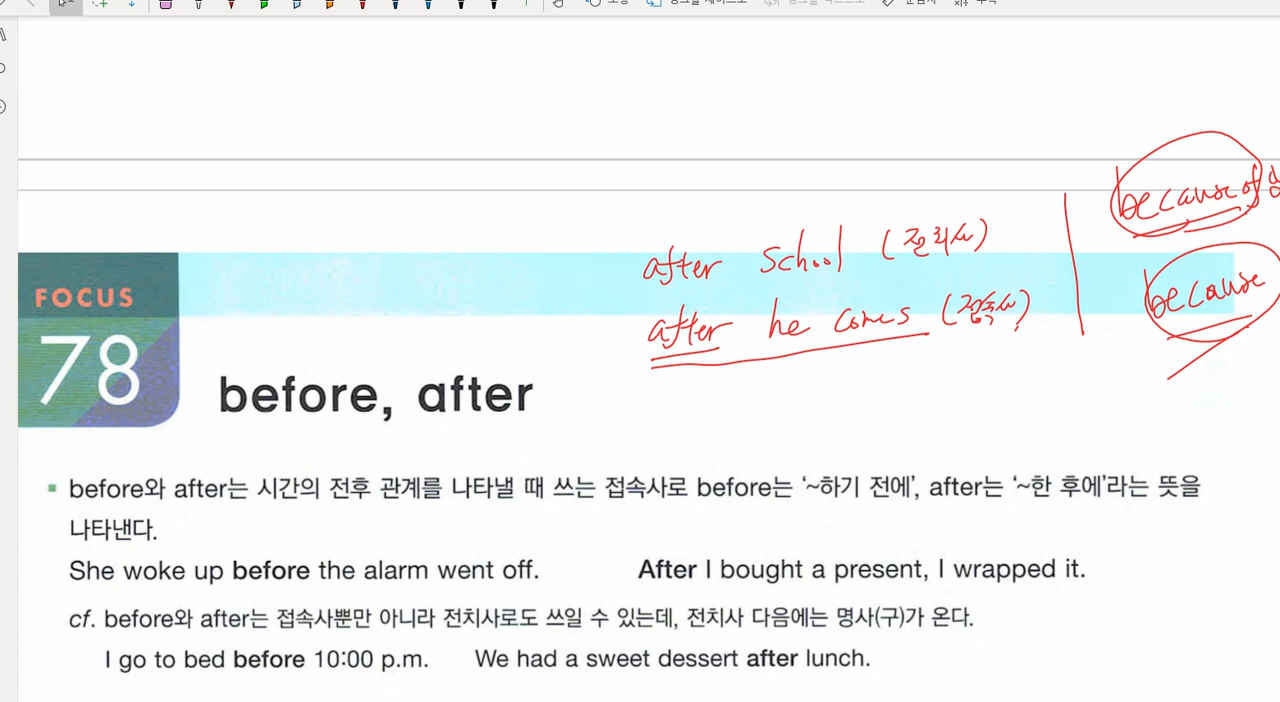 because of
after school (전치사)
because
after he comes (접속사)
FOCUS
78
before, after
before와 after는 시간의 전후 관계를 나타낼 때 쓰는 접속사로 before는 '~하기 전에', after는 '~한 후에'라는 뜻을
나타낸다.
She woke up before the alarm went off. After I bought a present, I wrapped it.
cf. before와 after는 접속사뿐만 아니라 전치사로도 쓰일 수 있는데, 전치사 다음에는 명사(구)가 온다.
I go to bed before 10:00 p.m. We had a sweet dessert after lunch.